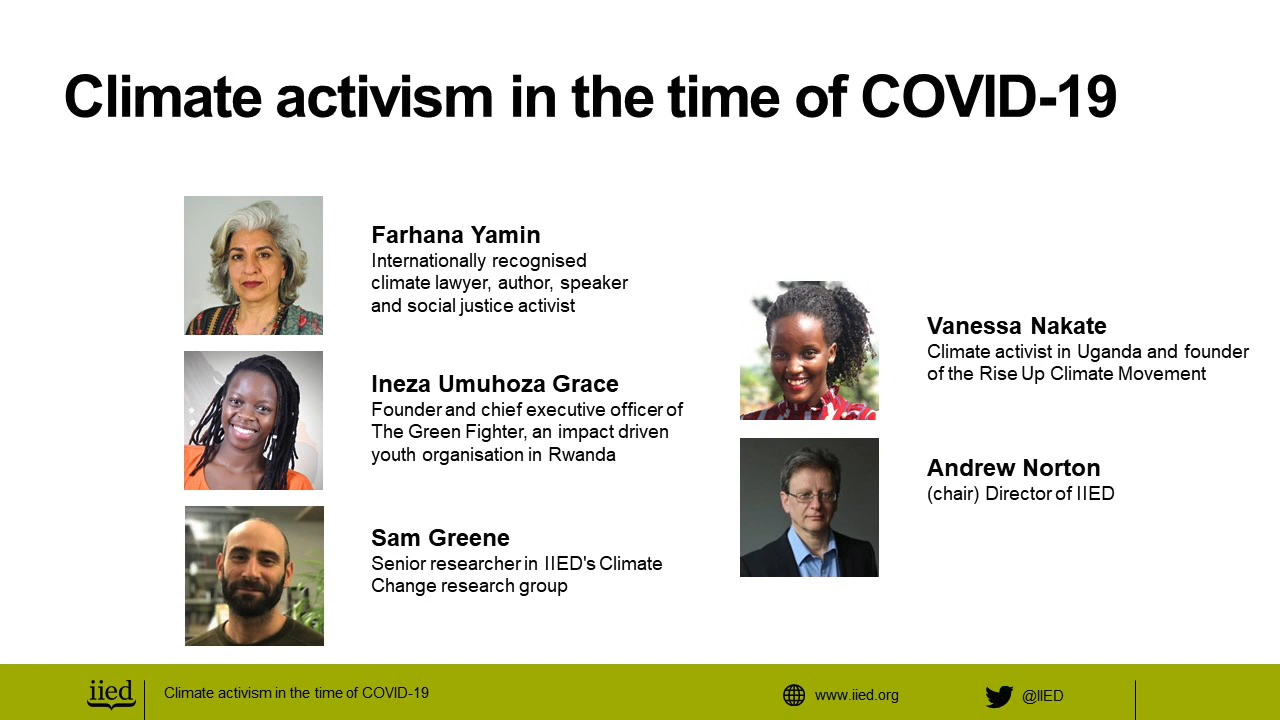 Climate activism in the time of COVID-19
Farhana Yamin
Internationally recognised
climate lawyer, author, speaker
and social justice activist
Ineza Umuhoza Grace
Founder and chief executive officer of
The Green Fighter, an impact driven
youth organisation in Rwanda
Sam Greene
Senior researcher in IIED's Climate
Change research group
Vanessa Nakate
Climate activist in Uganda and founder
of the Rise Up Climate Movement
Andrew Norton
(chair) Director of IIED
iied
Climate activism in the time of COVID-19
www.iied.org
@IIED